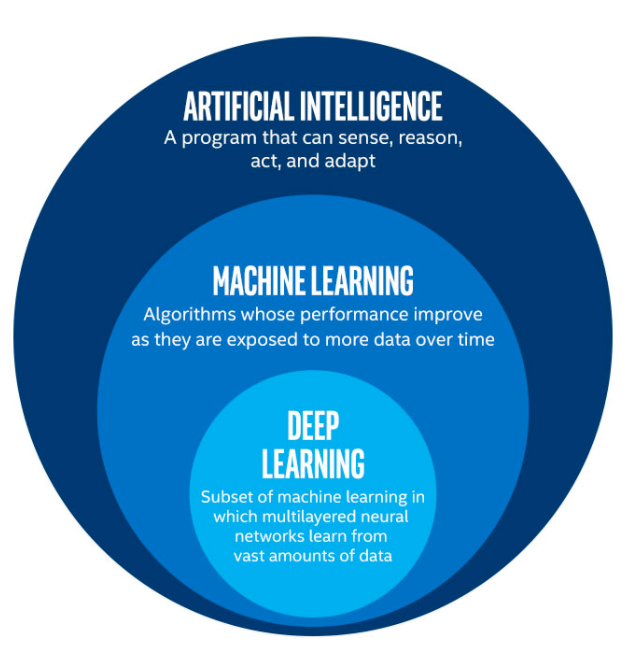 ARTIFICIAL INTELLIGENCE
A program that can sense, reason,
act, and adapt
MACHINE LEARNING
Algorithms whose performance improve
as they are exposed to more data over time
DEEP
LEARNING
Subset of machine learning in
which multilayered neural
networks learn from
vast amounts of data